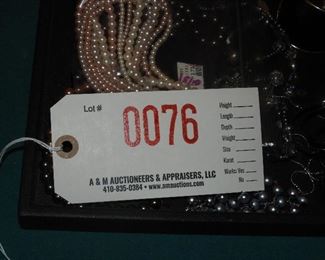 Lot #
0076
Height
Length
Depth
Weight
Size
Karat
Works: Yes
No
A & M AUCTIONEERS & APPRAISERS, LLC
410-835-0384 • www.amauctions.com